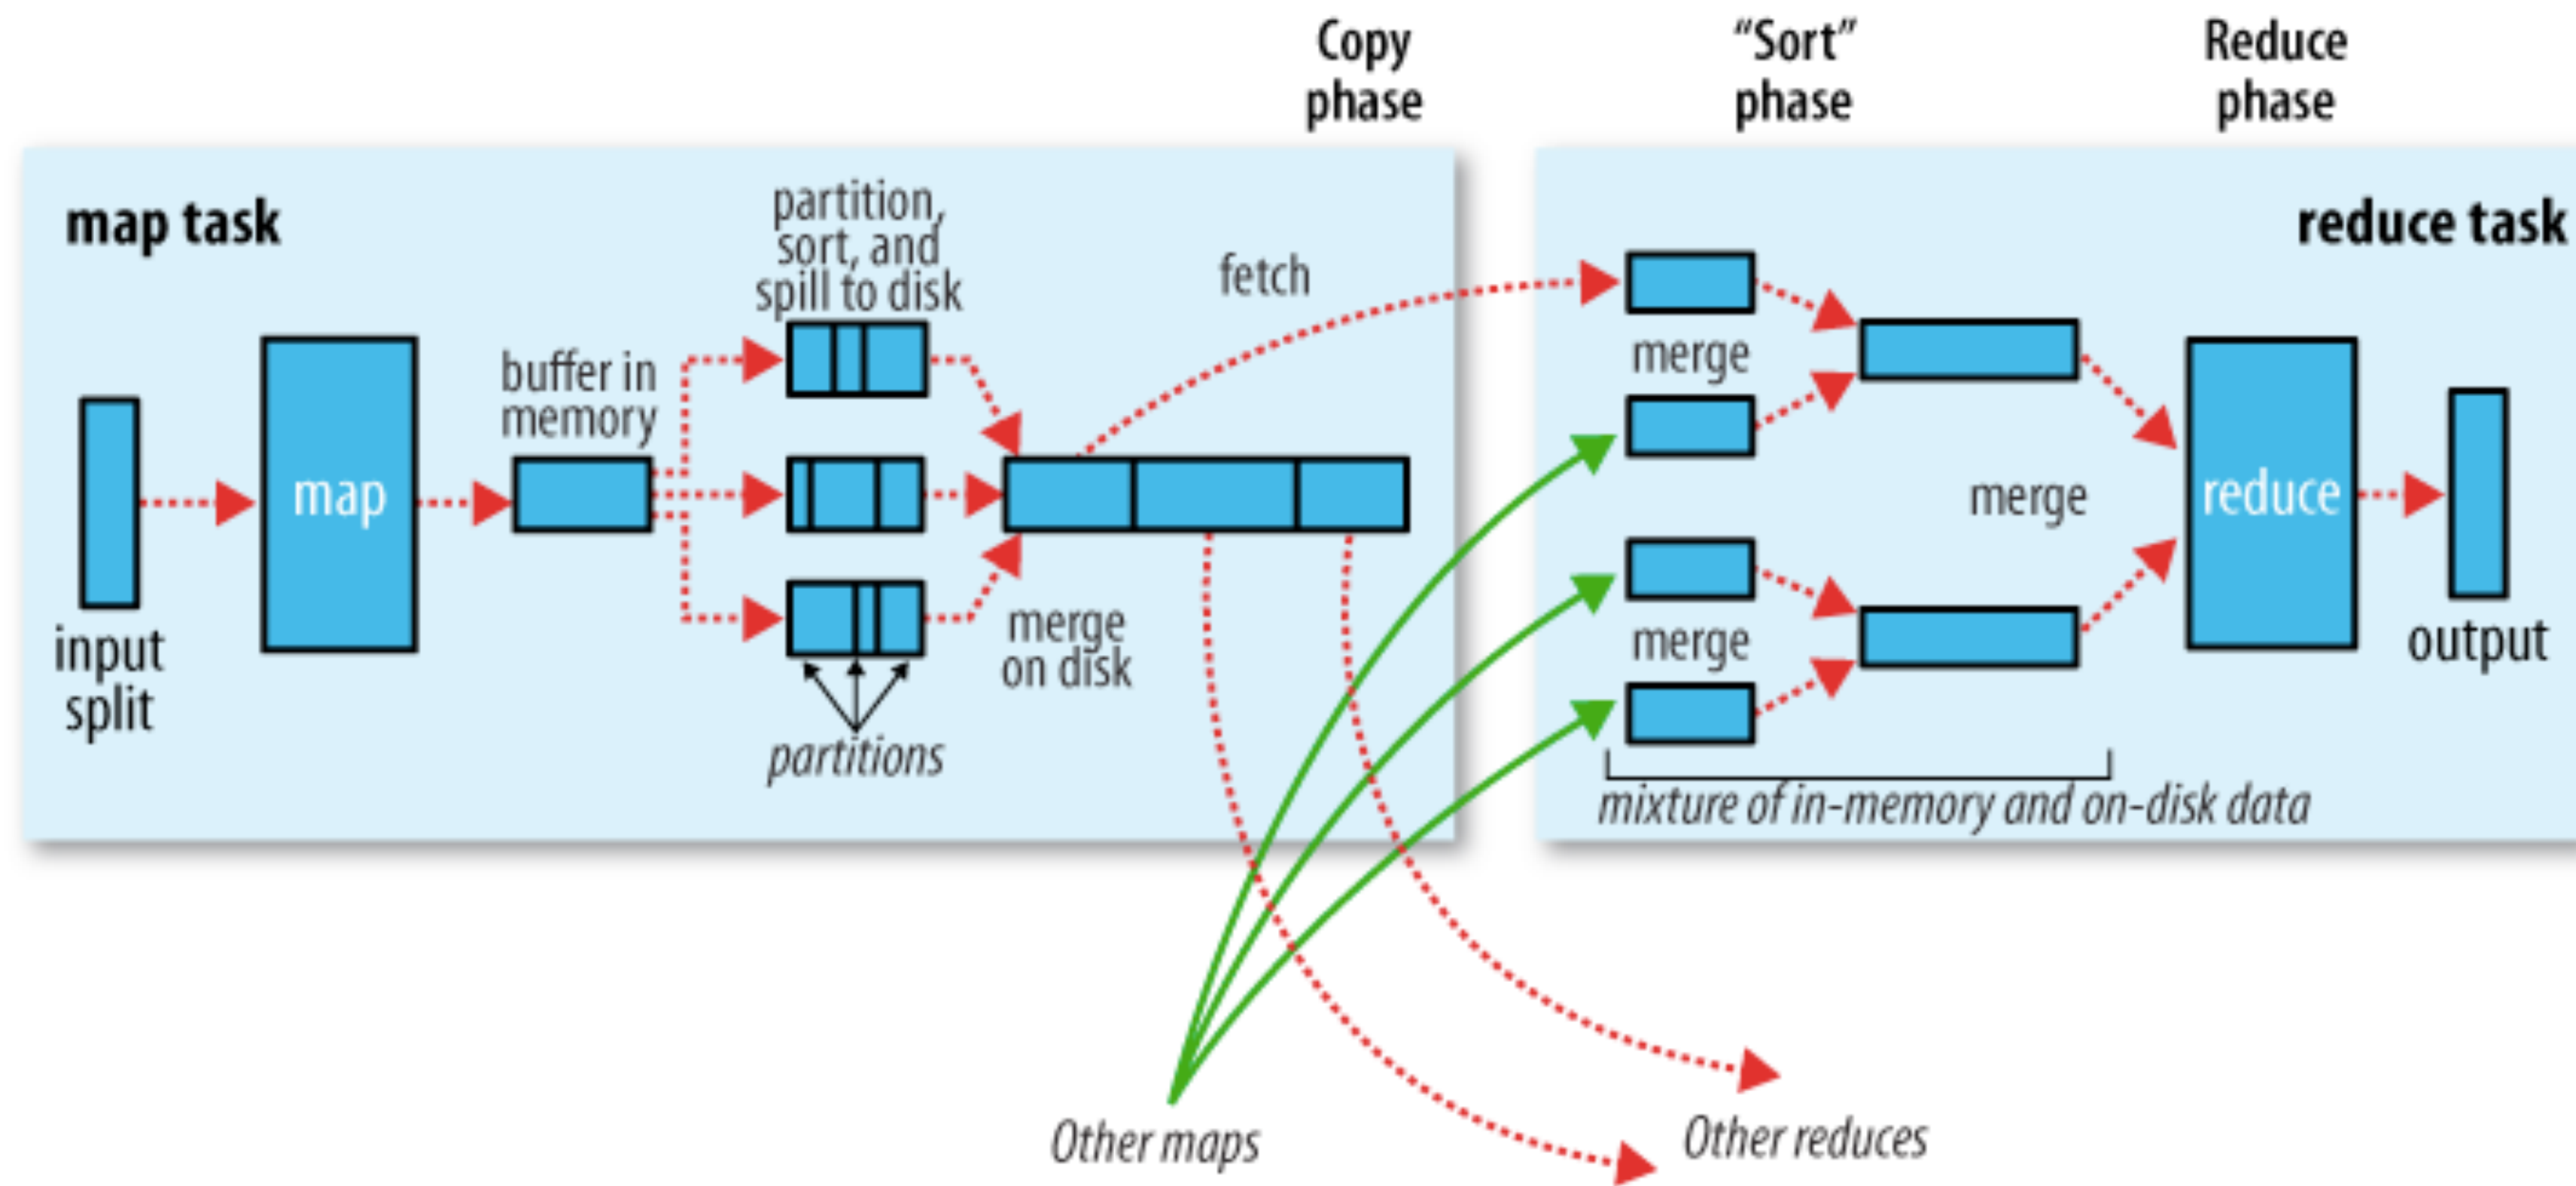 Copy
phase
“Sort”
phase
Reduce
phase
map task
reduce task
partition,
sort, and
spill to disk
fetch
buffer in
memory
merge
map
merge
reduce
input
split
merge
on disk
merge
output
partitions
mixture of in-memory and on-disk data
Other maps
Other reduces